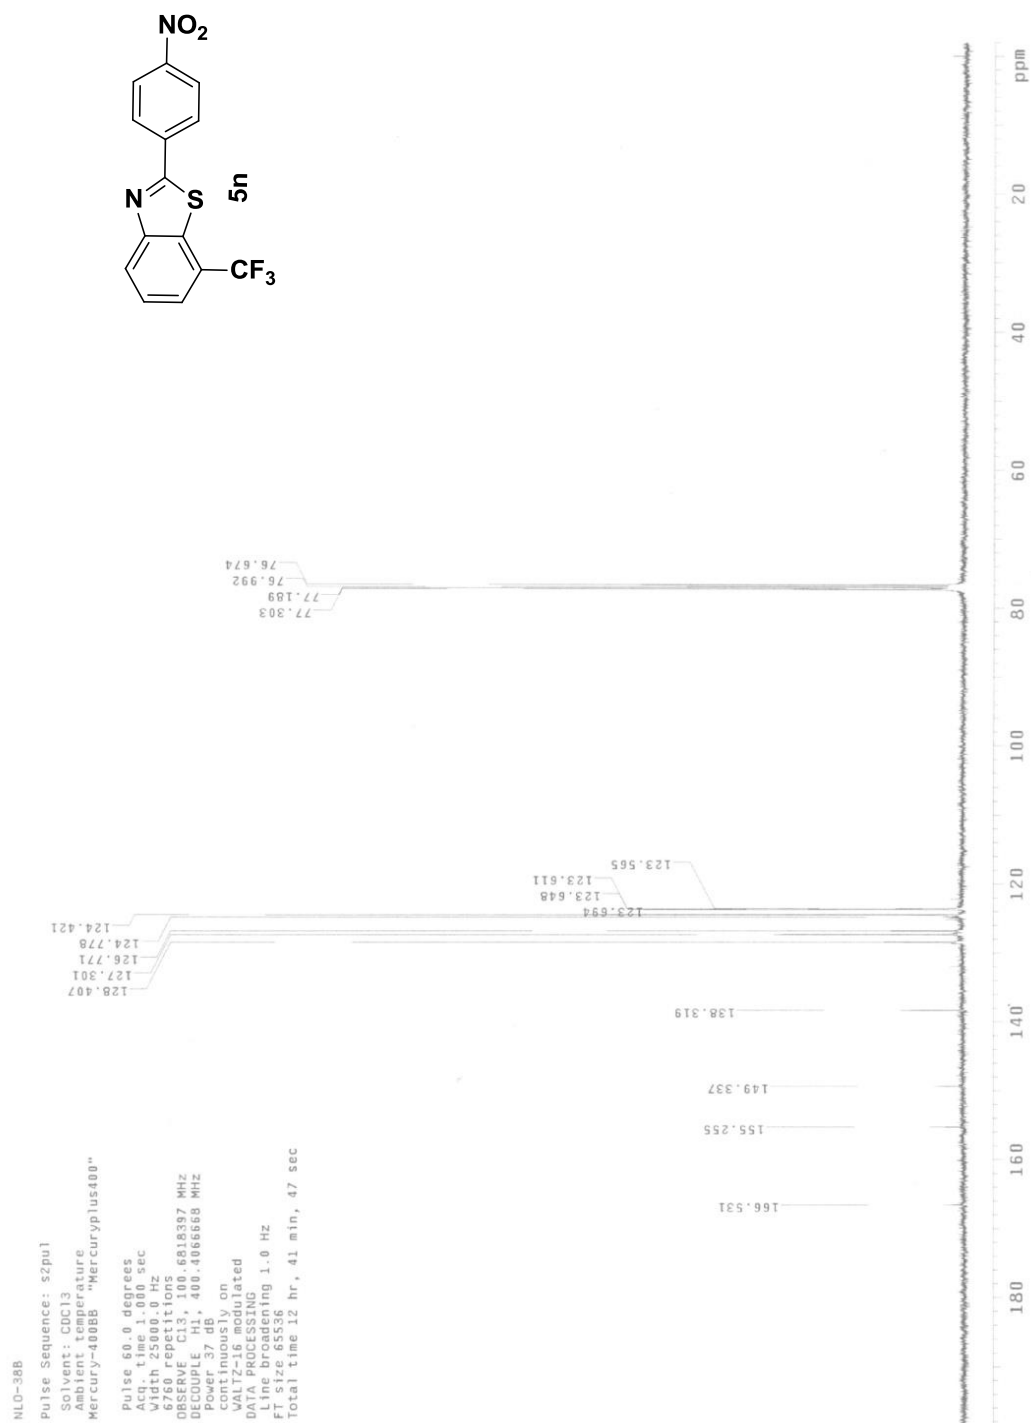 NO2
N
S
5n
CF3
NLO-38B
Pulse Sequence: s2pul
Solvent: CDCl3
Ambient temperature
Mercury-400BB "Mercuryplus400"
Pulse 60.0 degrees
Acq. time 1.000 sec
Width 25000.0 Hz
6760 repetitions
OBSERVE C13, 100.6818397 MHz
DECOUPLE H1, 400.4066668 MHz
Power 37 dB
continuously on
WALTZ-16 modulated
DATA PROCESSING
Line broadening 1.0 Hz
FT size 65536
Total time 12 hr, 41 min, 47 sec
166.531
155.255
149.337
138.319
128.407
127.301
126.771
124.778
124.421
123.694
123.648
123.611
123.565
77.303
77.189
76.992
76.674
180
160
140
120
100
80
60
40
20
ppm